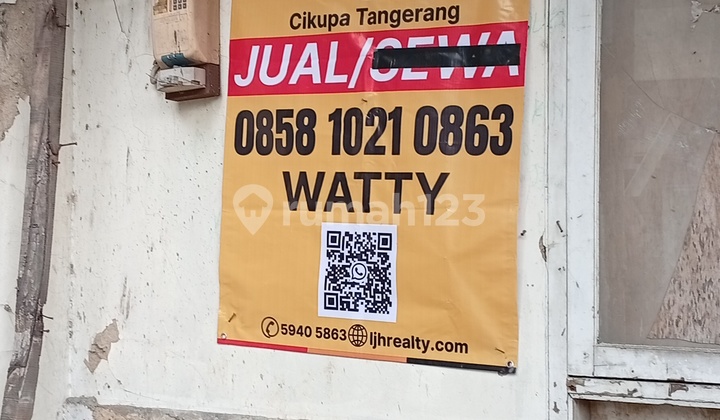 Cikupa Tangerang
JUAL/SEWA
0858 1021 0863
WATTY
rumah123
5940 5863 ljhrealty.com